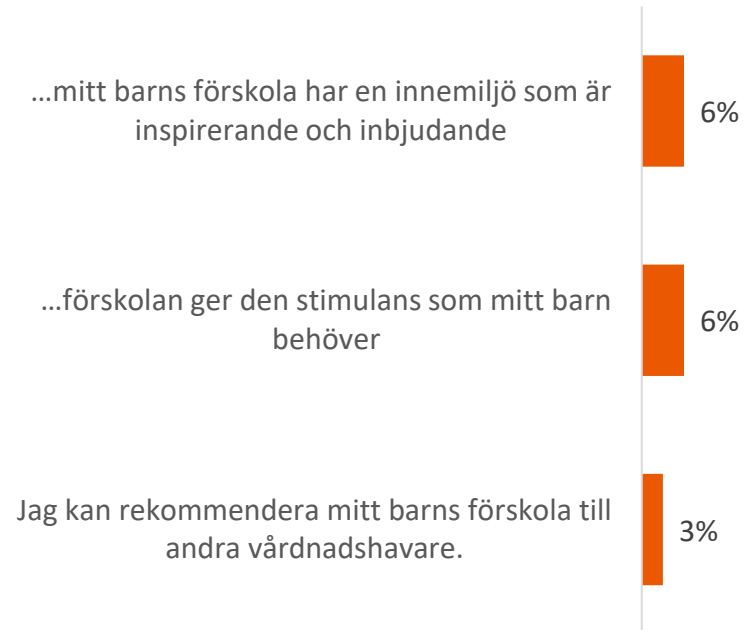 …mitt barns förskola har en innemiljö som är
inspirerande och inbjudande
6%
…förskolan ger den stimulans som mitt barn
behöver
6%
Jag kan rekommendera mitt barns förskola till
andra vårdnadshavare.
3%